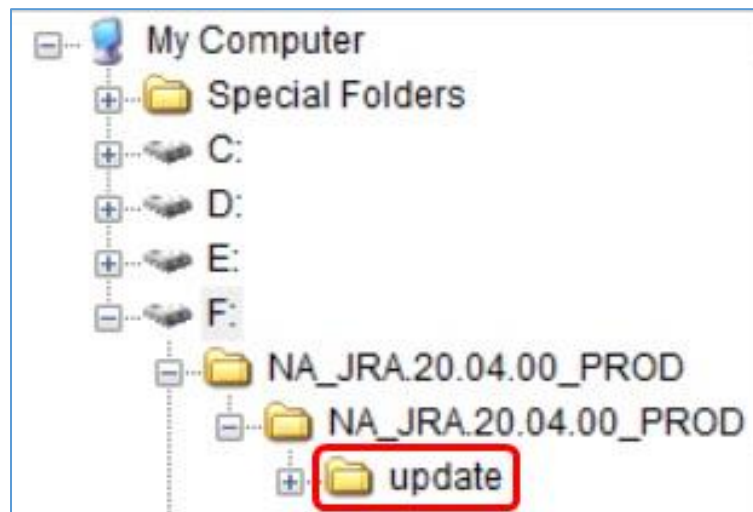 My Computer
Special Folders
C:
D:
E:
F:
NA_JRA.20.04.00_PROD
NA_JRA.20.04.00_PROD
update